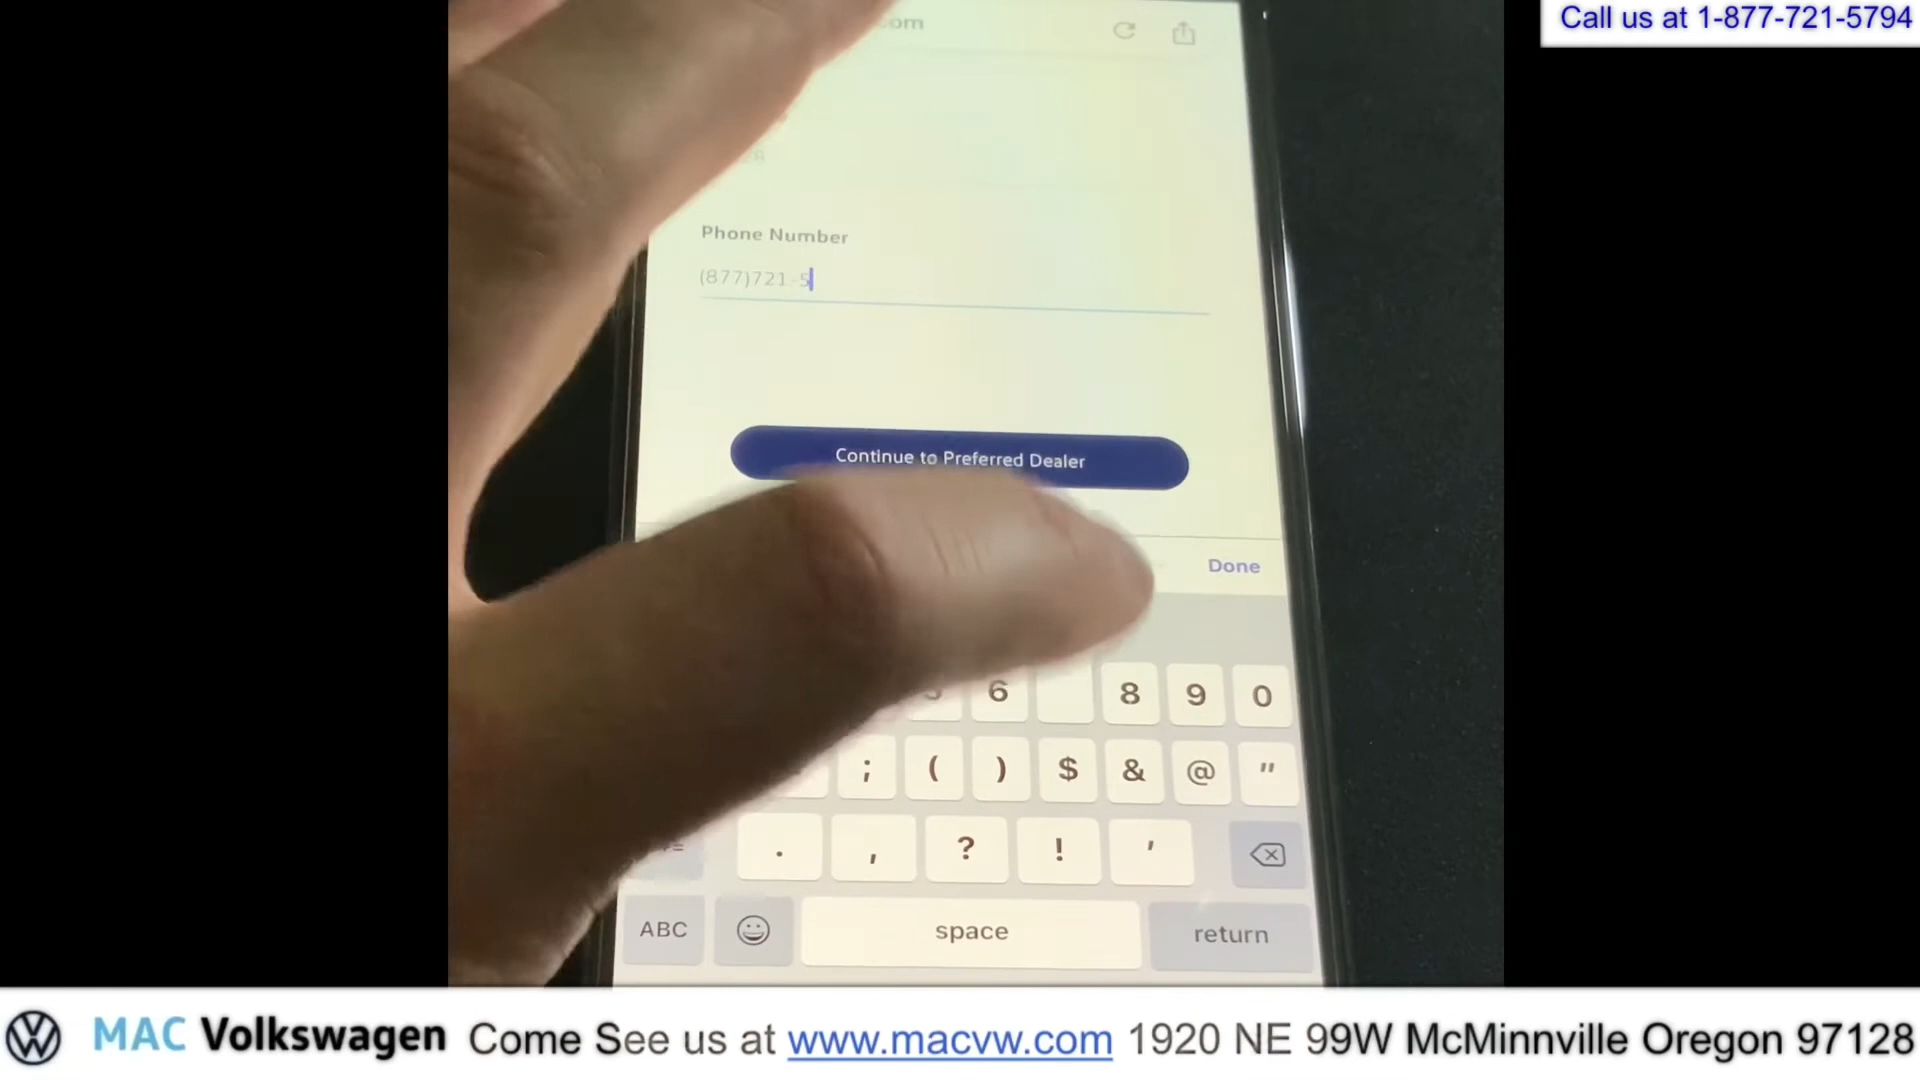 Call us at 1-877-721-5794
com
Phone Number
(877)721-5
Continue to Preferred Dealer
Done
6 8 9 0
; ( ) $ & @ "
. , ? ! '
ABC space return
MAC Volkswagen Come See us at www.macvw.com 1920 NE 99W McMinnville Oregon 97128